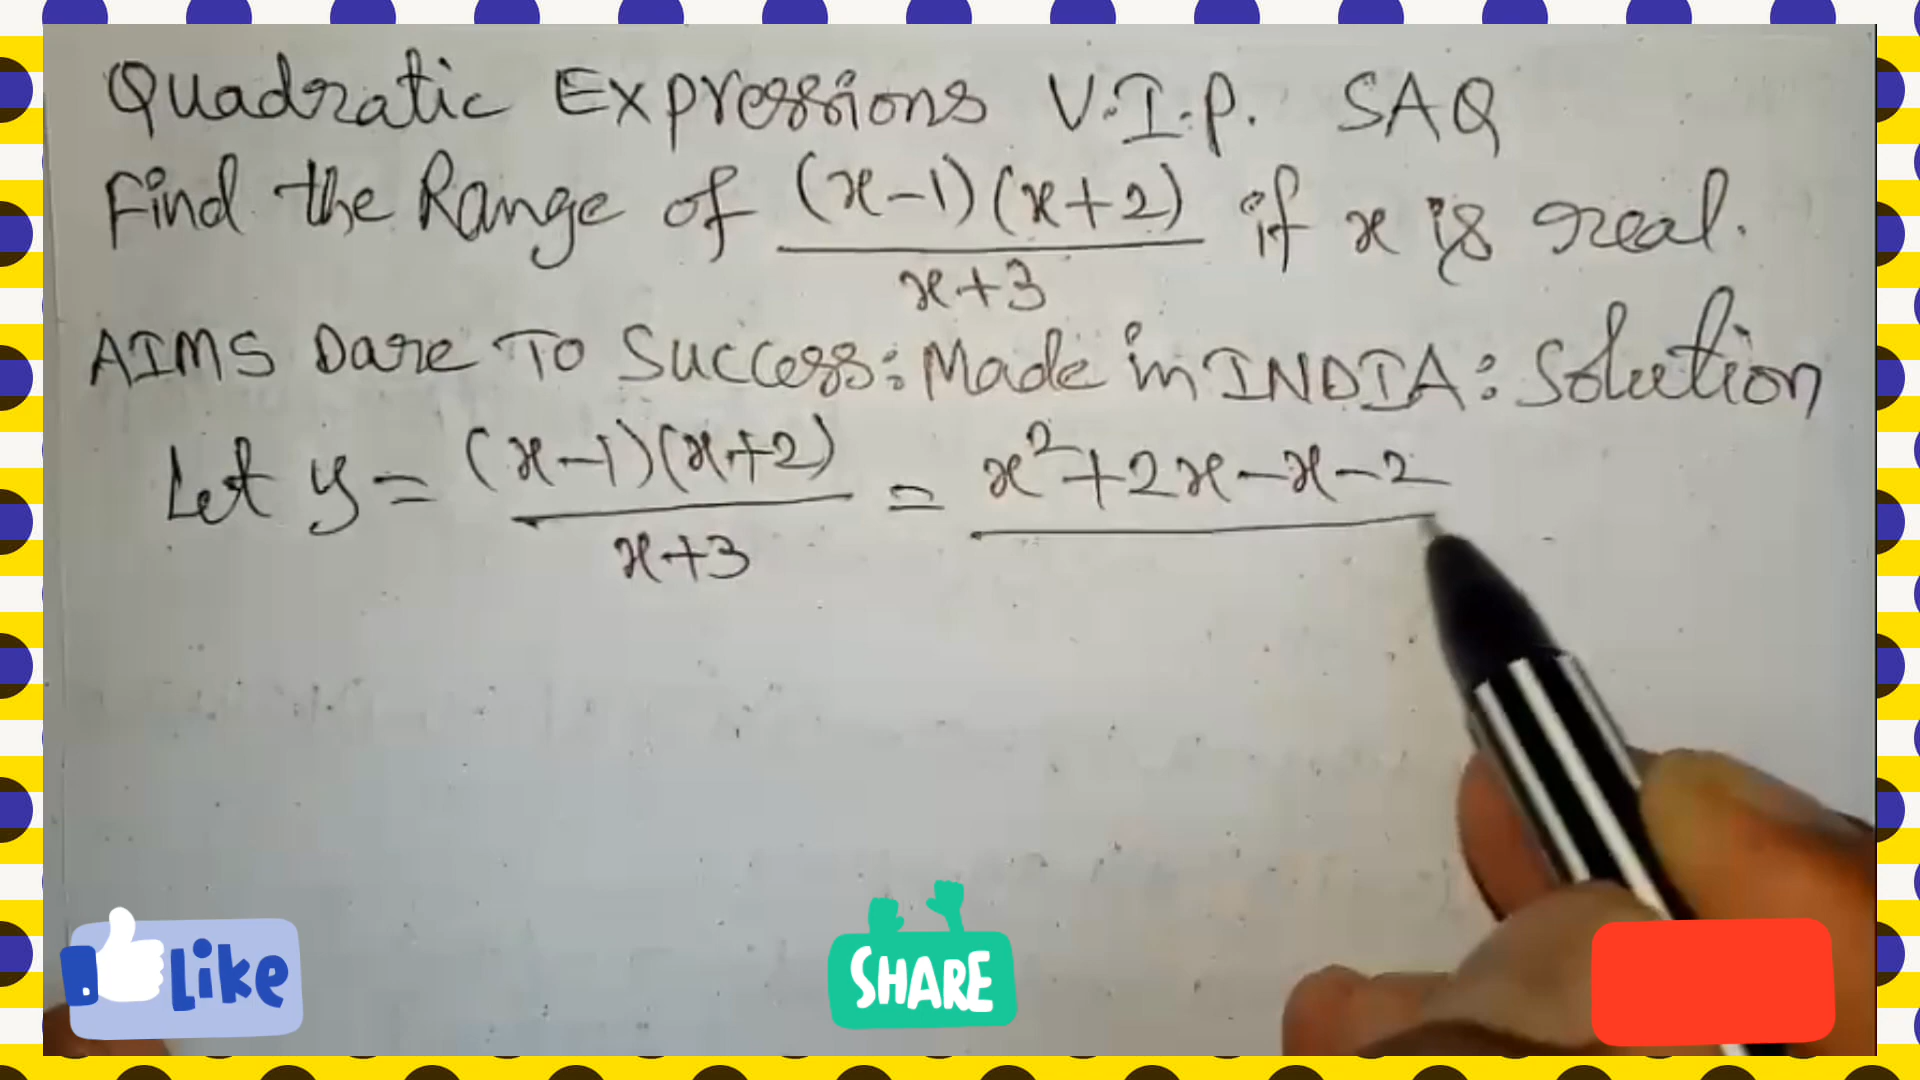 Quadratic Expressions V.I.P. SAQ
Find the Range of (x-1)(x+2) / x+3 if x is real.
AIMS Dare To Success: Made in INDIA: Solution
Let y = (x-1)(x+2) / x+3 = x²+2x-x-2
Like
SHARE